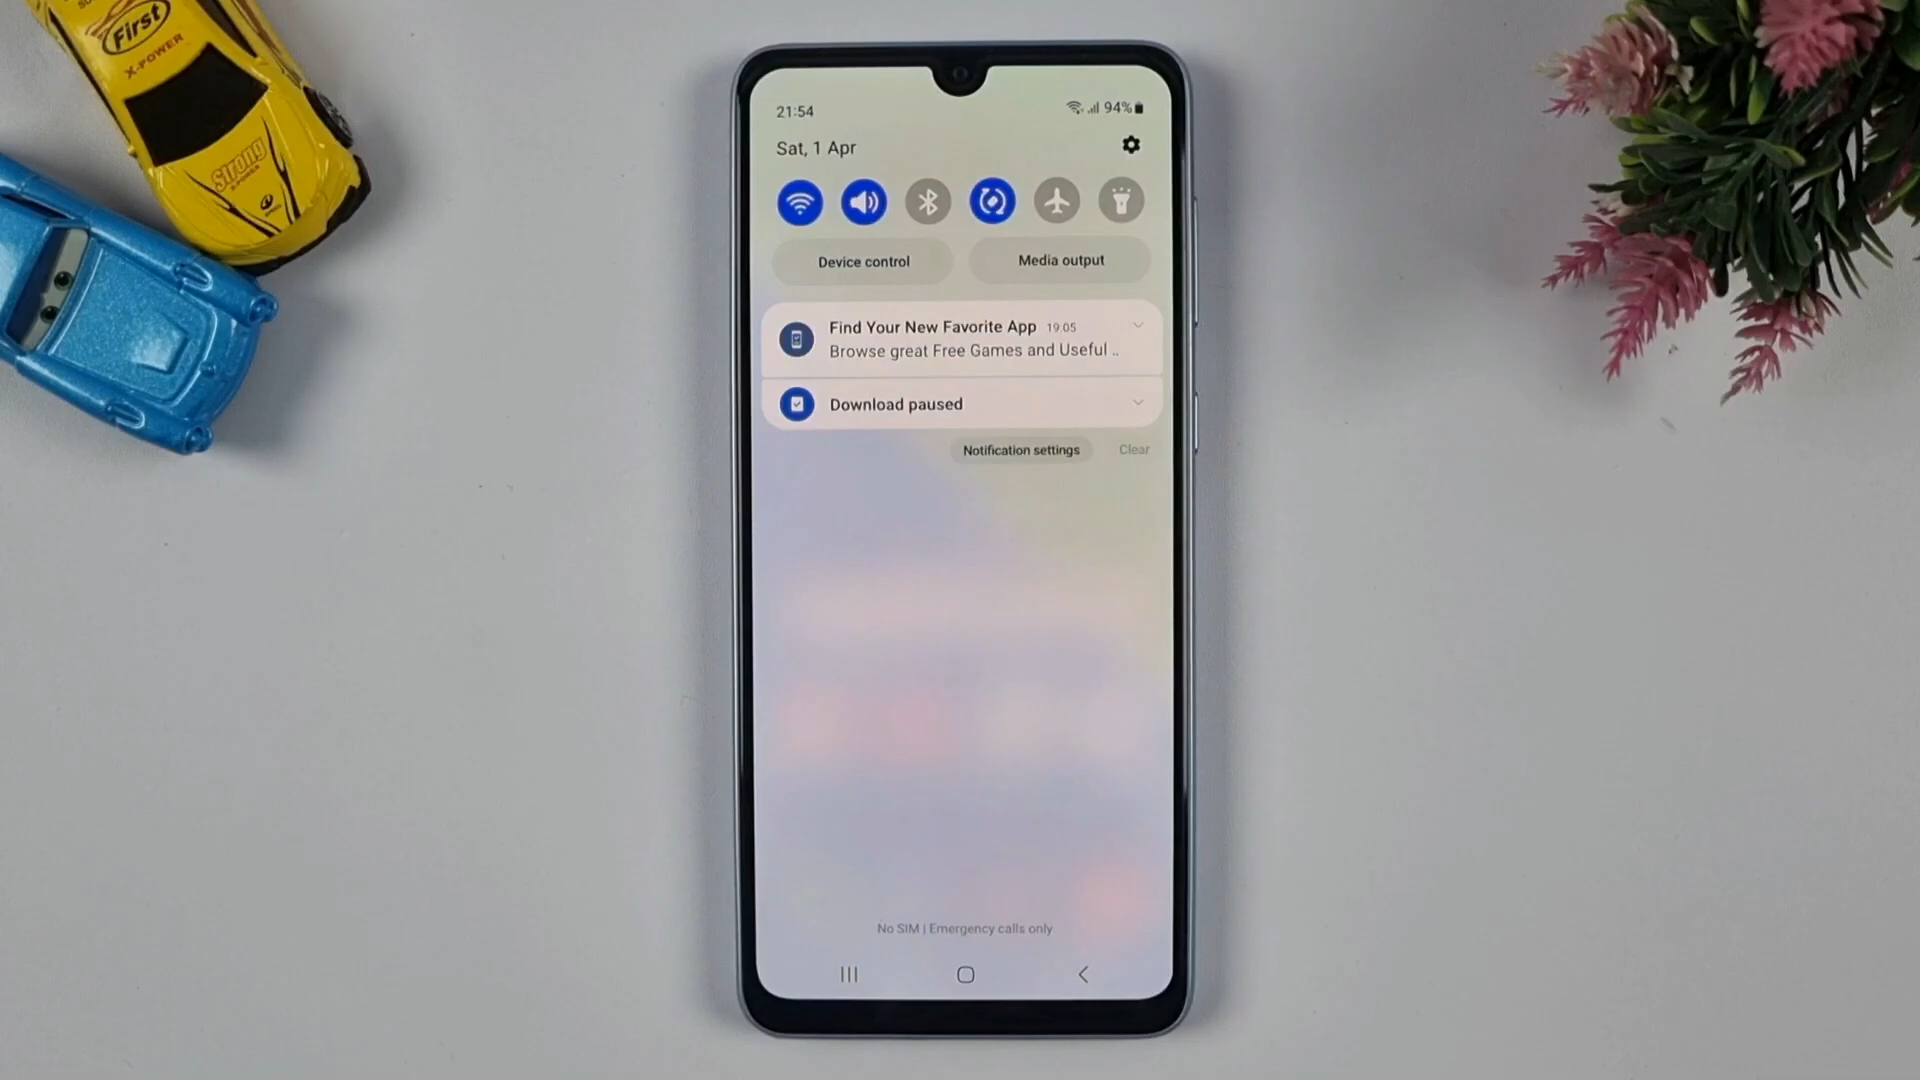 First
X-POWER
Strong
X-POWER
21:54
94%
Sat, 1 Apr
Device control
Media output
Find Your New Favorite App 19.05
Browse great Free Games and Useful ..
Download paused
Notification settings
Clear
No SIM | Emergency calls only